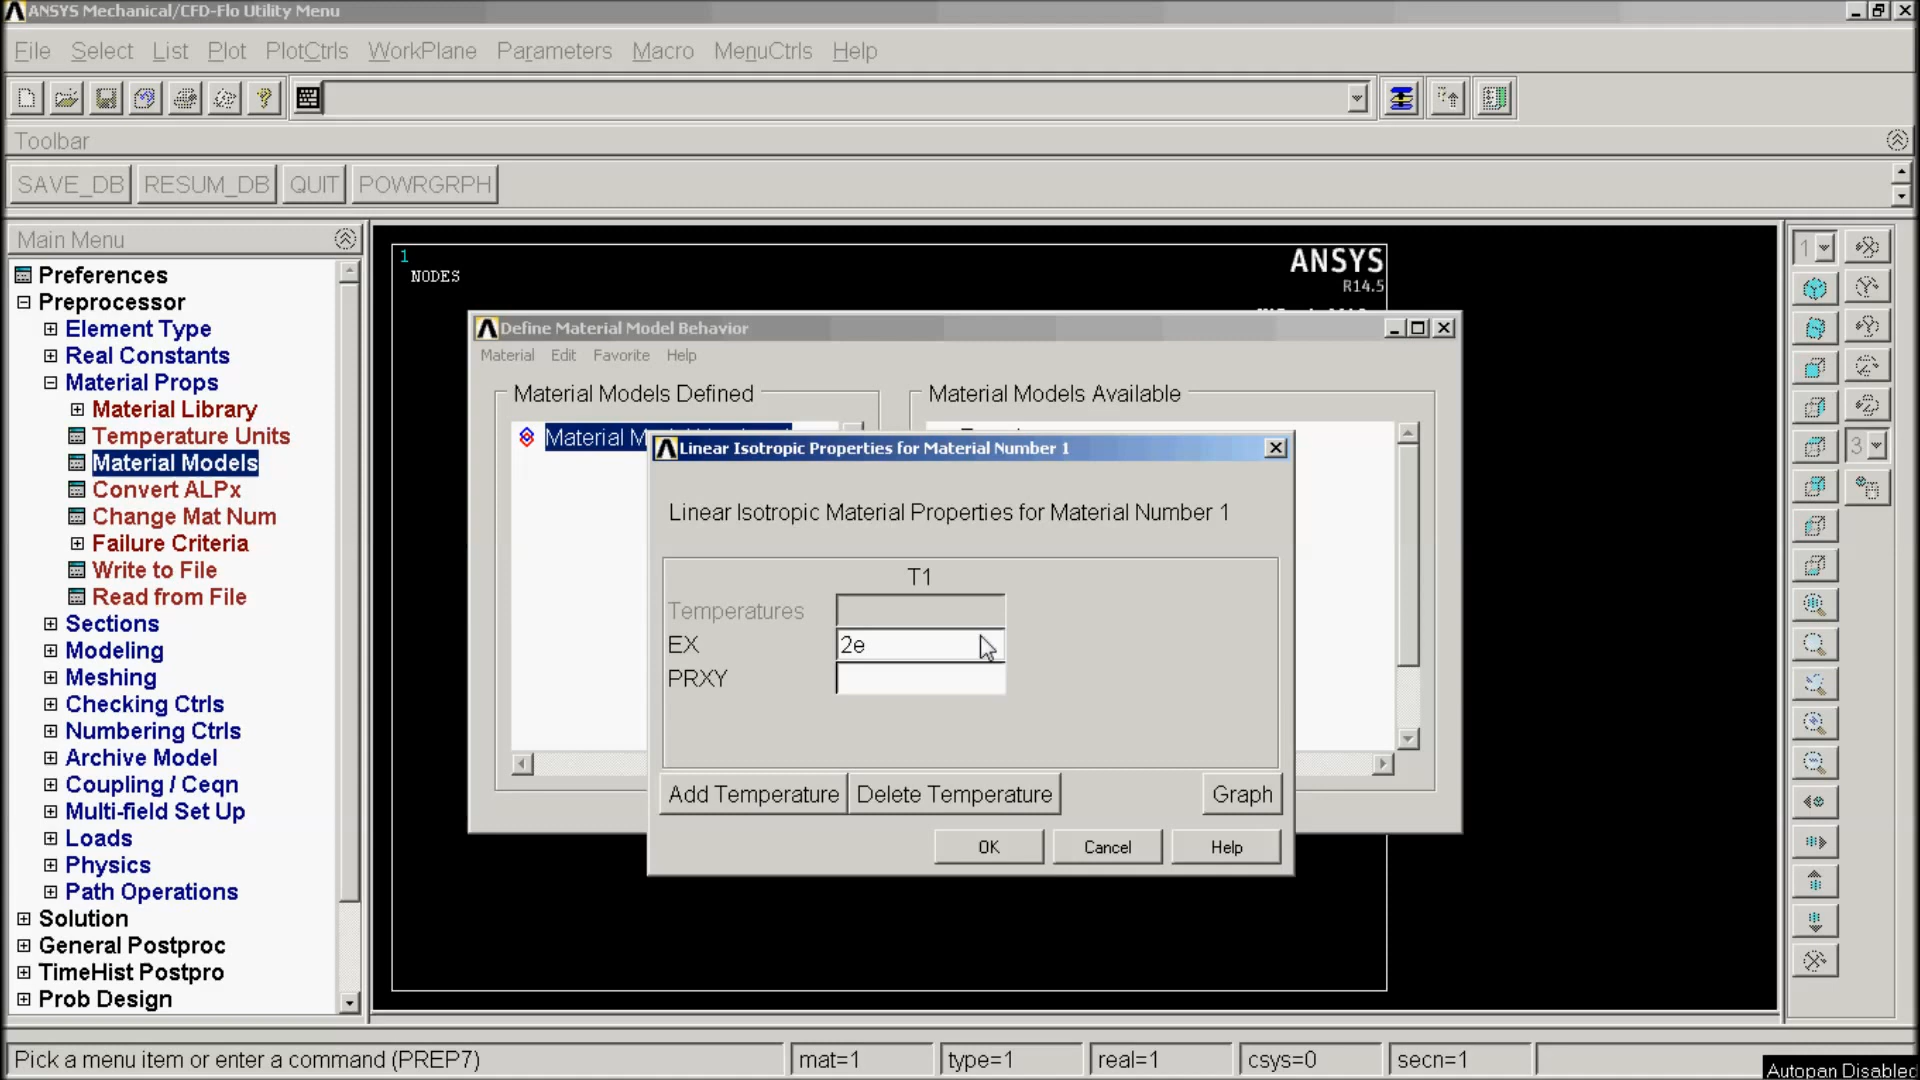 ANSYS Mechanical/CFD-Flo Utility Menu
File Select List Plot PlotCtrls WorkPlane Parameters Macro MenuCtrls Help
Toolbar
SAVE_DB RESUM_DB QUIT POWRGRPH
Main Menu
Preferences
Preprocessor
Element Type
Real Constants
Material Props
Material Library
Temperature Units
Material Models
Convert ALPx
Change Mat Num
Failure Criteria
Write to File
Read from File
Sections
Modeling
Meshing
Checking Ctrls
Numbering Ctrls
Archive Model
Coupling / Ceqn
Multi-field Set Up
Loads
Physics
Path Operations
Solution
General Postproc
TimeHist Postpro
Prob Design
1
NODES
ANSYS
R14.5
Define Material Model Behavior
Material Edit Favorite Help
Material Models Defined
Material Models Available
Material M
Linear Isotropic Properties for Material Number 1
Linear Isotropic Material Properties for Material Number 1
T1
Temperatures
EX 2e
PRXY
Add Temperature Delete Temperature Graph
OK Cancel Help
1
3
Pick a menu item or enter a command (PREP7) mat=1 type=1 real=1 csys=0 secn=1
Autopan Disabled